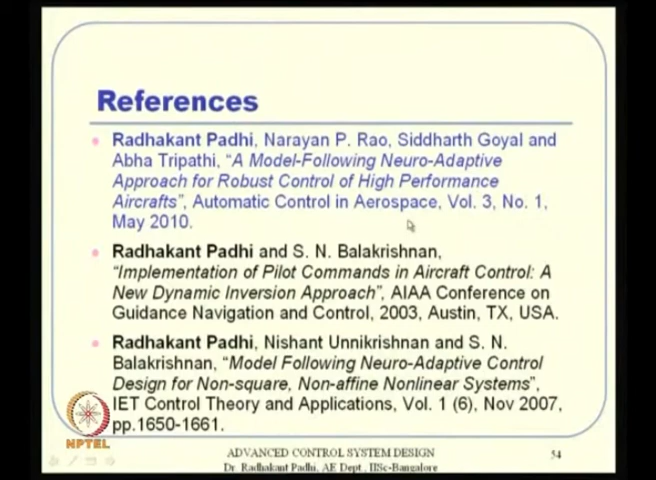 References
Radhakant Padhi, Narayan P. Rao, Siddharth Goyal and
Abha Tripathi, “A Model-Following Neuro-Adaptive
Approach for Robust Control of High Performance
Aircrafts”, Automatic Control in Aerospace, Vol. 3, No. 1,
May 2010.
Radhakant Padhi and S. N. Balakrishnan,
“Implementation of Pilot Commands in Aircraft Control: A
New Dynamic Inversion Approach”, AIAA Conference on
Guidance Navigation and Control, 2003, Austin, TX, USA.
Radhakant Padhi, Nishant Unnikrishnan and S. N.
Balakrishnan, “Model Following Neuro-Adaptive Control
Design for Non-square, Non-affine Nonlinear Systems”,
IET Control Theory and Applications, Vol. 1 (6), Nov 2007,
pp.1650-1661.
NPTEL
ADVANCED CONTROL SYSTEM DESIGN
Dr. Radhakant Padhi, AE Dept., IISc-Bangalore
54